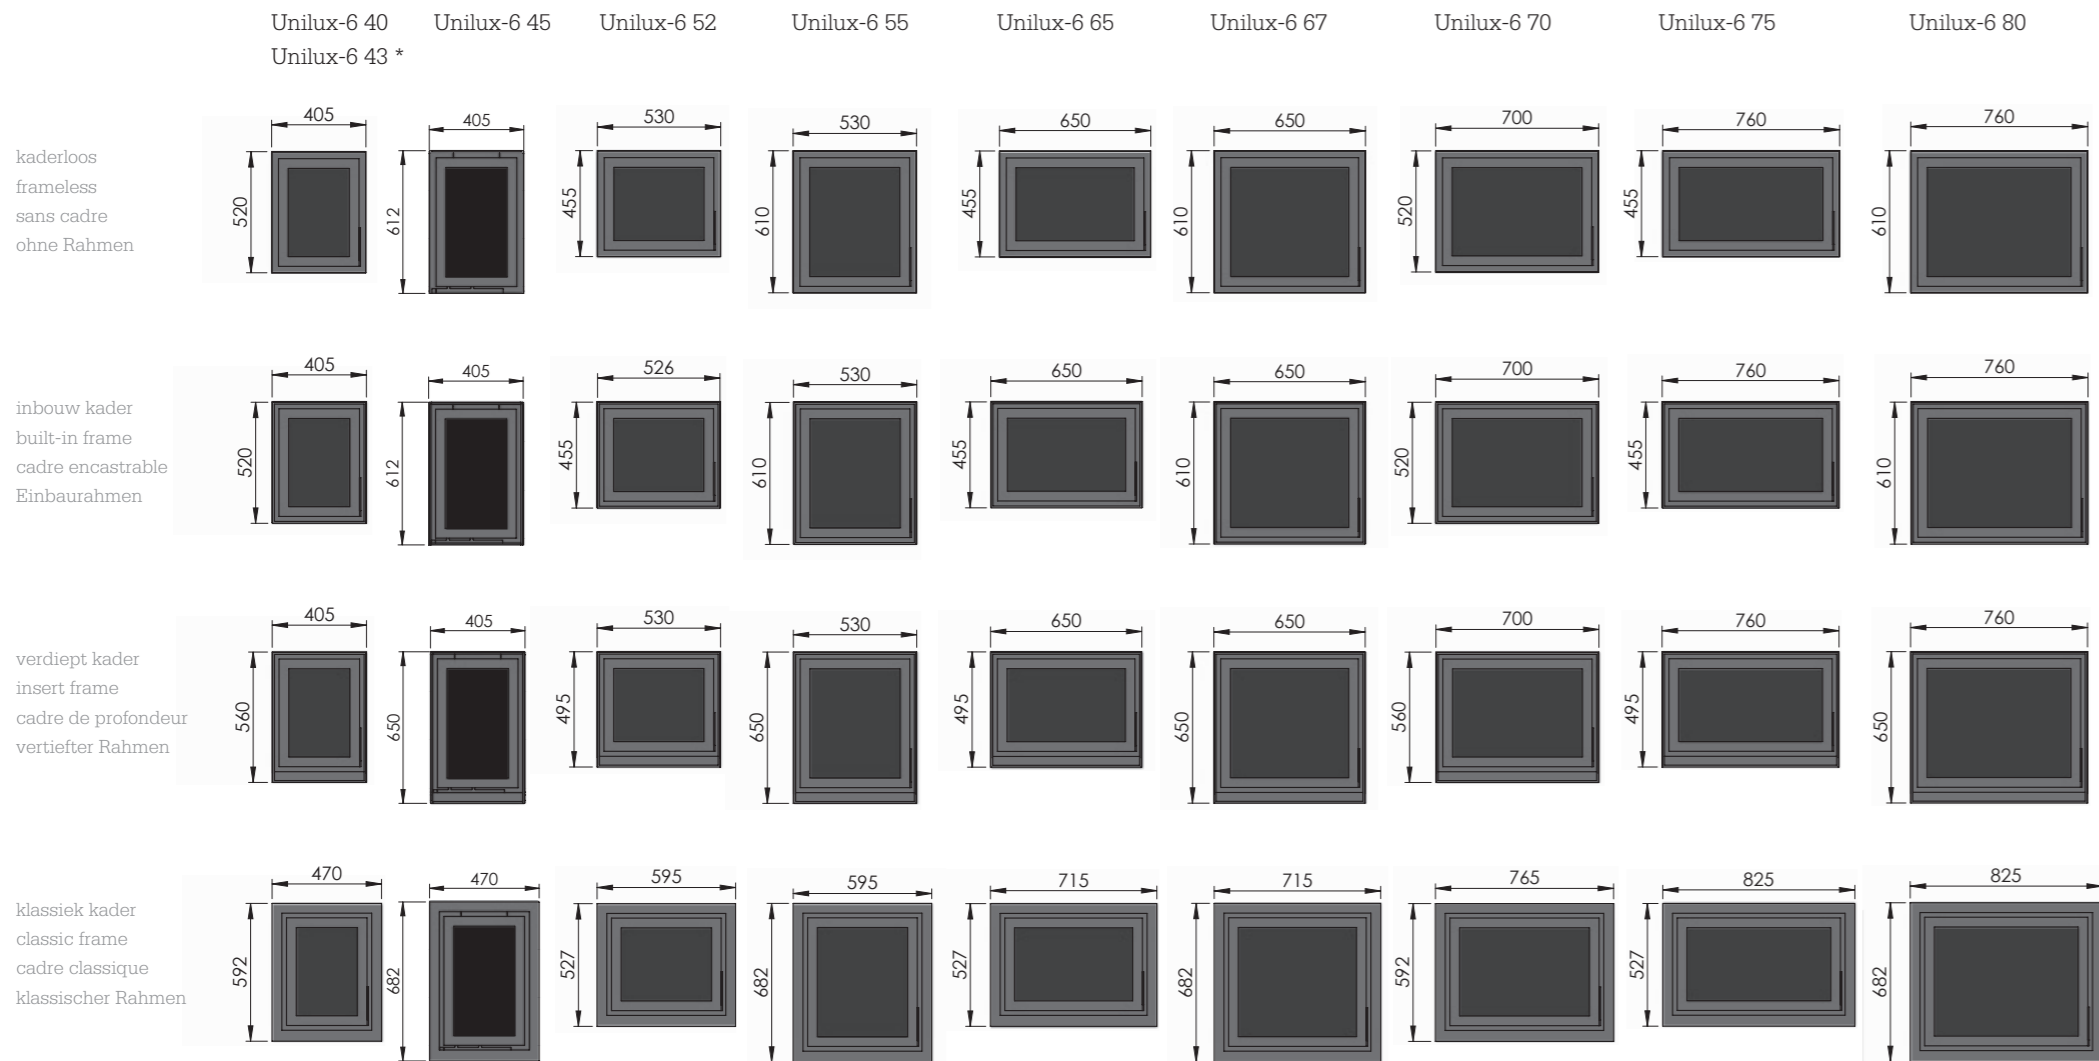 Unilux-6 40 Unilux-6 45 Unilux-6 52 Unilux-6 55 Unilux-6 65 Unilux-6 67 Unilux-6 70 Unilux-6 75 Unilux-6 80
Unilux-6 43 *
405 405 530 530 650 650 700 760 760
kaderloos
frameless
sans cadre
ohne Rahmen
520 612 455 610 455 610 520 455 610
405 405 526 530 650 650 700 760 760
inbouw kader
built-in frame
cadre encastrable
Einbaurahmen
520 612 455 610 455 610 520 455 610
405 405 530 530 650 650 700 760 760
verdiept kader
insert frame
cadre de profondeur
vertiefter Rahmen
560 650 495 650 495 650 560 495 650
470 470 595 595 715 715 765 825 825
klassiek kader
classic frame
cadre classique
klassischer Rahmen
592 682 527 682 527 682 592 527 682